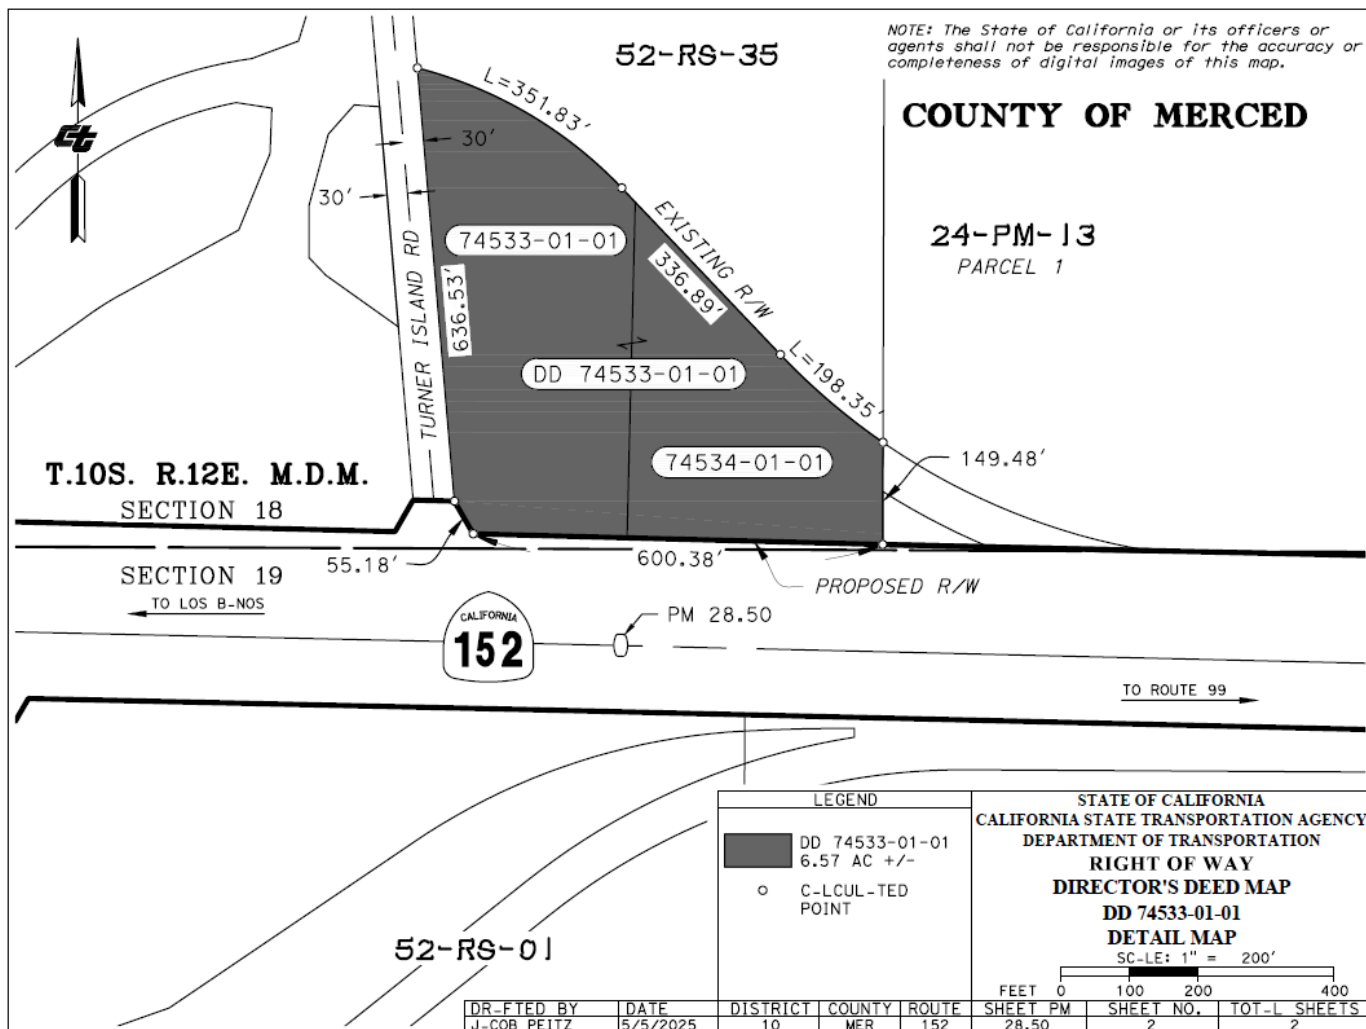 NOTE: The State of California or its officers or
agents shall not be responsible for the accuracy or
completeness of digital images of this map.
52-RS-35
COUNTY OF MERCED
L=351.83'
30'
30'
TURNER ISLAND RD
636.53'
74533-01-01
EXISTING R/W
336.89'
24-PM-13
PARCEL 1
DD 74533-01-01
L=198.35'
74534-01-01
149.48'
T.10S. R.12E. M.D.M.
SECTION 18
SECTION 19
55.18'
600.38'
PROPOSED R/W
TO LOS B-NOS
CALIFORNIA
152
PM 28.50
TO ROUTE 99
52-RS-01
LEGEND
DD 74533-01-01
6.57 AC +/-
C-LCUL-TED
POINT
STATE OF CALIFORNIA
CALIFORNIA STATE TRANSPORTATION AGENCY
DEPARTMENT OF TRANSPORTATION
RIGHT OF WAY
DIRECTOR'S DEED MAP
DD 74533-01-01
DETAIL MAP
SC-LE: 1" = 200'
FEET 0 100 200 400
DR-FTED BY DATE DISTRICT COUNTY ROUTE SHEET PM SHEET NO. TOT-L SHEETS
J-COB PEITZ 5/5/2025 10 MER 152 28.50 2 2